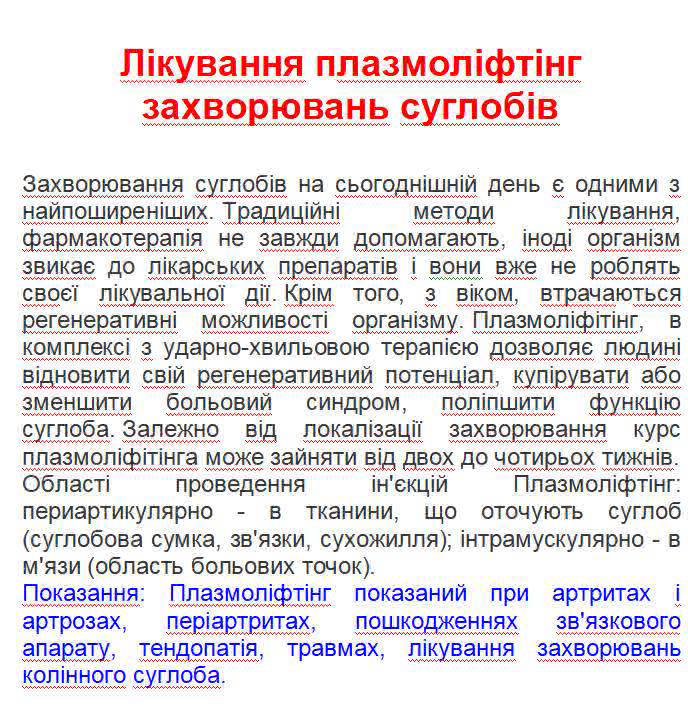 Лікування плазмоліфтінг
захворювань суглобів
Захворювання суглобів на сьогоднішній день є одними з
найпоширеніших. Традиційні методи лікування,
фармакотерапія не завжди допомагають, іноді організм
звикає до лікарських препаратів і вони вже не роблять
своєї лікувальної дії. Крім того, з віком, втрачаються
регенеративні можливості організму. Плазмоліфітінг, в
комплексі з ударно-хвильовою терапією дозволяє людині
відновити свій регенеративний потенціал, купірувати або
зменшити больовий синдром, поліпшити функцію
суглоба. Залежно від локалізації захворювання курс
плазмоліфітінга може зайняти від двох до чотирьох тижнів.
Області проведення ін'єкцій Плазмоліфтінг:
периартикулярно - в тканини, що оточують суглоб
(суглобова сумка, зв'язки, сухожилля); інтрамускулярно - в
м'язи (область больових точок).
Показання: Плазмоліфтінг показаний при артритах і
артрозах, періартритах, пошкодженнях зв'язкового
апарату, тендопатія, травмах, лікування захворювань
колінного суглоба.